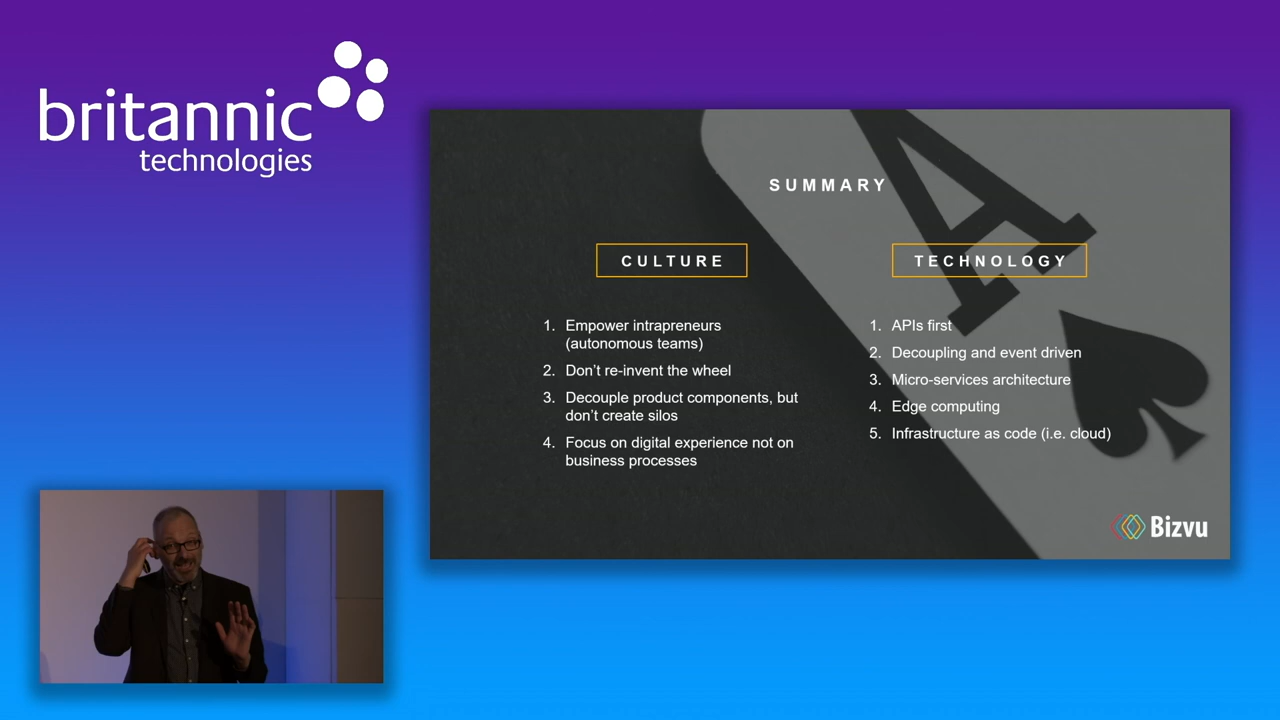 britannic
technologies
SUMMARY
CULTURE
1. Empower intrapreneurs
(autonomous teams)
2. Don't re-invent the wheel
3. Decouple product components, but
don't create silos
4. Focus on digital experience not on
business processes
TECHNOLOGY
1. APIs first
2. Decoupling and event driven
3. Micro-services architecture
4. Edge computing
5. Infrastructure as code (i.e. cloud)
A
Bizvu